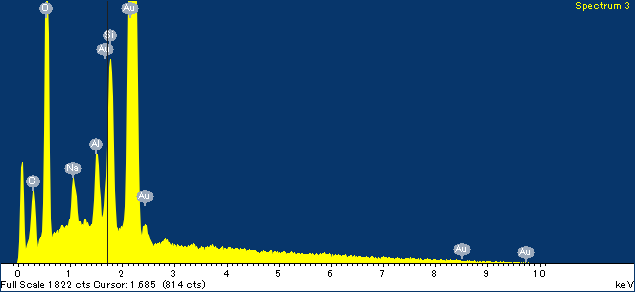 Spectrum 3
O
Au
Si
Au
Al
Na
C
Au
Au
Au
0 1 2 3 4 5 6 7 8 9 10
Full Scale 1822 cts Cursor: 1.685 (814 cts) keV